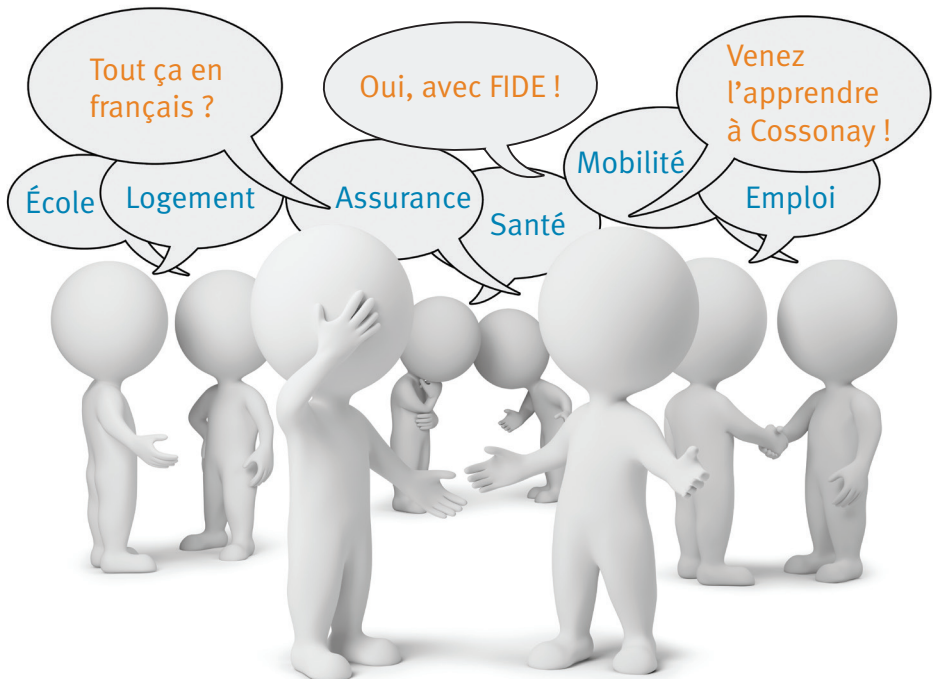 Tout ça en
français ?
Oui, avec FIDE !
Venez
l'apprendre
à Cossonay !
École
Logement
Assurance
Santé
Mobilité
Emploi